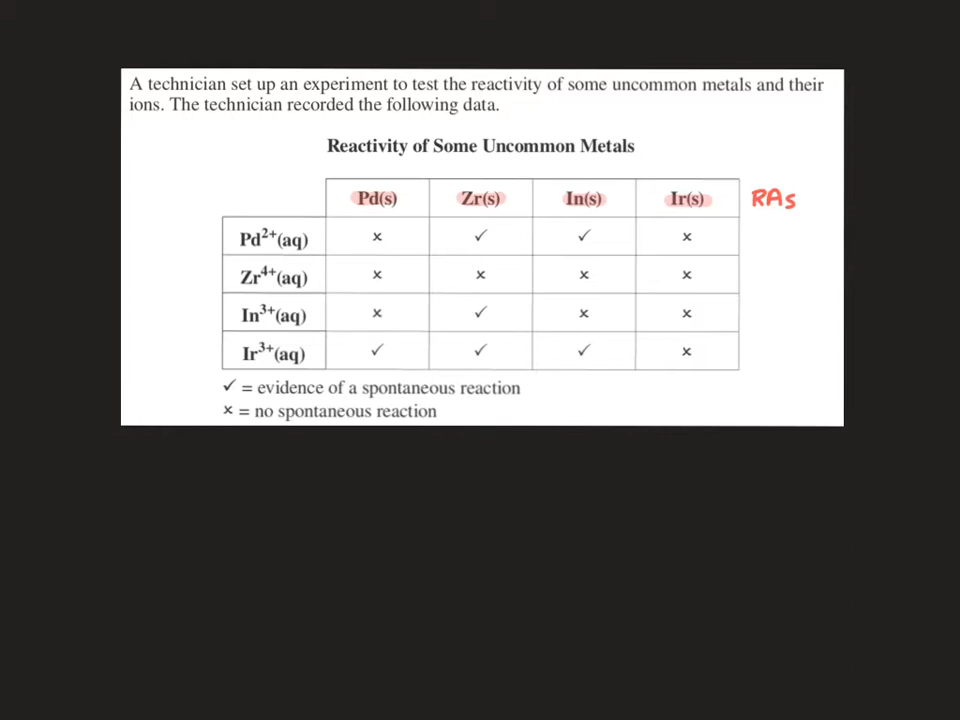 A technician set up an experiment to test the reactivity of some uncommon metals and their
ions. The technician recorded the following data.
Reactivity of Some Uncommon Metals
Pd(s) Zr(s) In(s) Ir(s) RAs
Pd²⁺(aq) × ✓ ✓ ×
Zr⁴⁺(aq) × × × ×
In³⁺(aq) × ✓ × ×
Ir³⁺(aq) ✓ ✓ ✓ ×
✓ = evidence of a spontaneous reaction
× = no spontaneous reaction